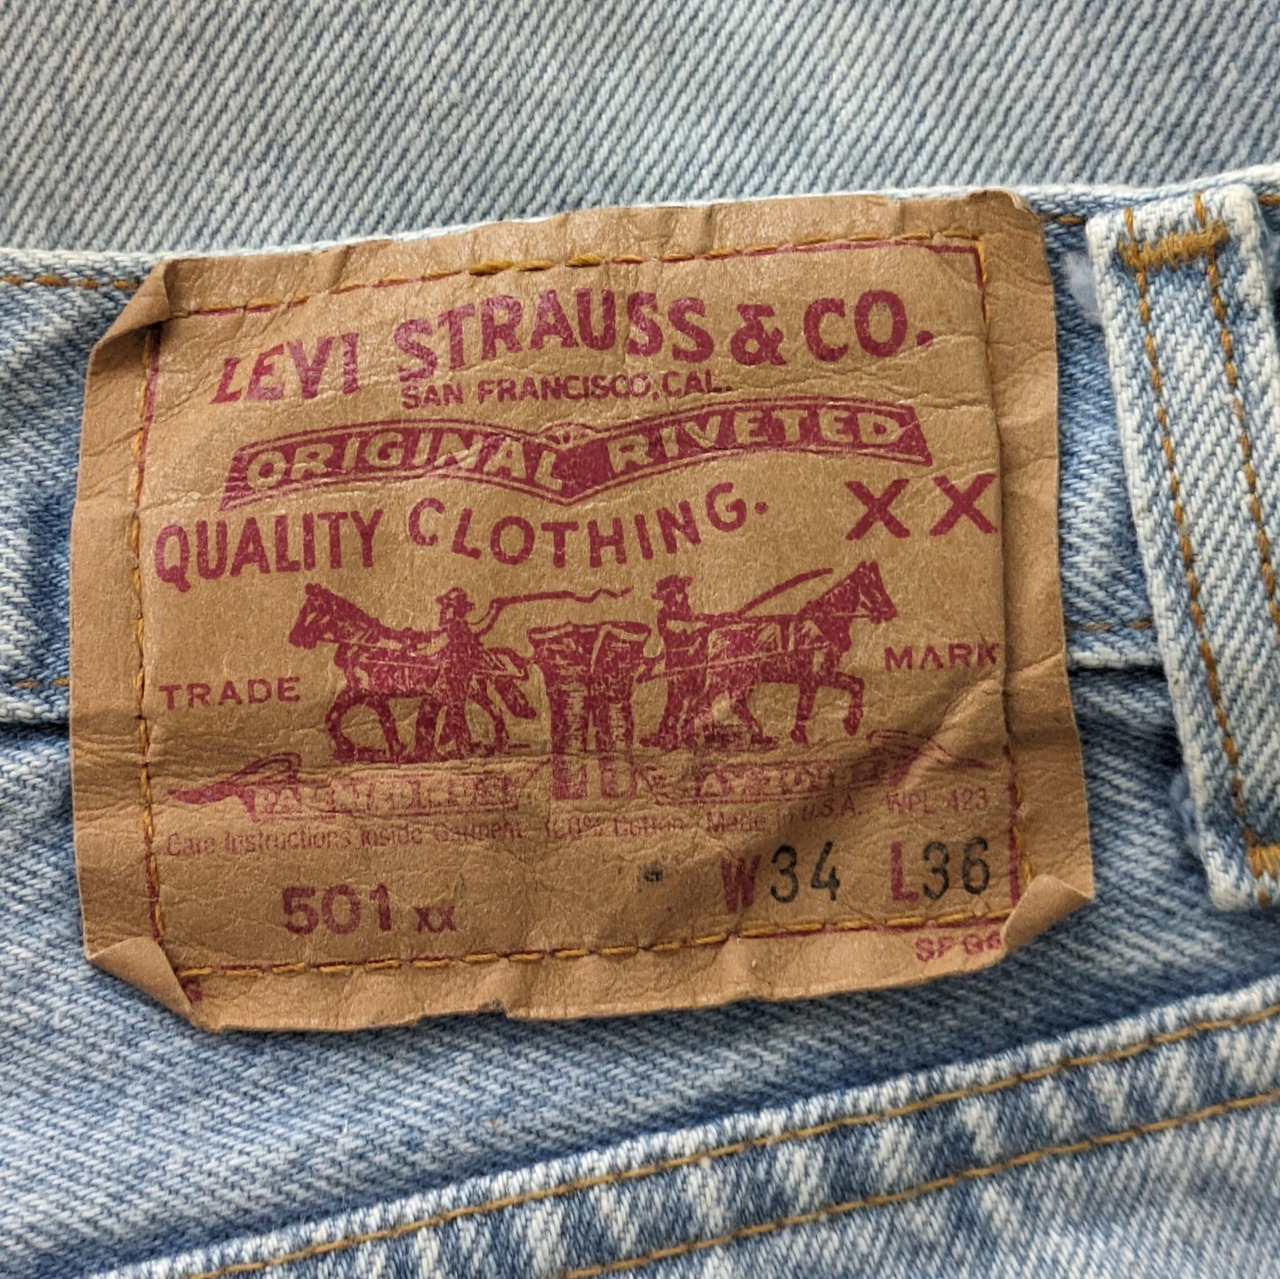 LEVI STRAUSS & CO.
SAN FRANCISCO, CAL.
ORIGINAL RIVETED
QUALITY CLOTHING. XX
TRADE MARK
Care Instructions Inside Garment 100% Cotton Made in U.S.A. WPL 423
501 XX W34 L36